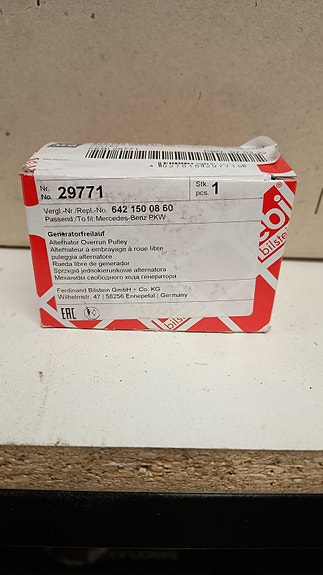 Nr.
No. 29771
Stk.
pcs. 1
Vergl-Nr./Repl.-No. 642 150 08 60
Passend/To fit: Mercedes-Benz PKW
Generatorfreilauf
Alternator Overrun Pulley
Alternateur à embrayage à roue libre
puleggia alternatore
Rueda libre de generador
Sprzęgło jednokierunkowe alternatora
Механизм свободного хода генератора
Ferdinand Bilstein GmbH + Co. KG
Wilhelmstr. 47 | 58256 Ennepetal | Germany
EAC
bilstein